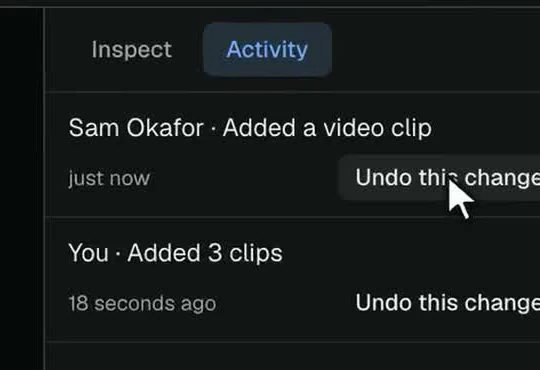 Inspect Activity
Sam Okafor · Added a video clip
just now Undo this change
You · Added 3 clips
18 seconds ago Undo this change